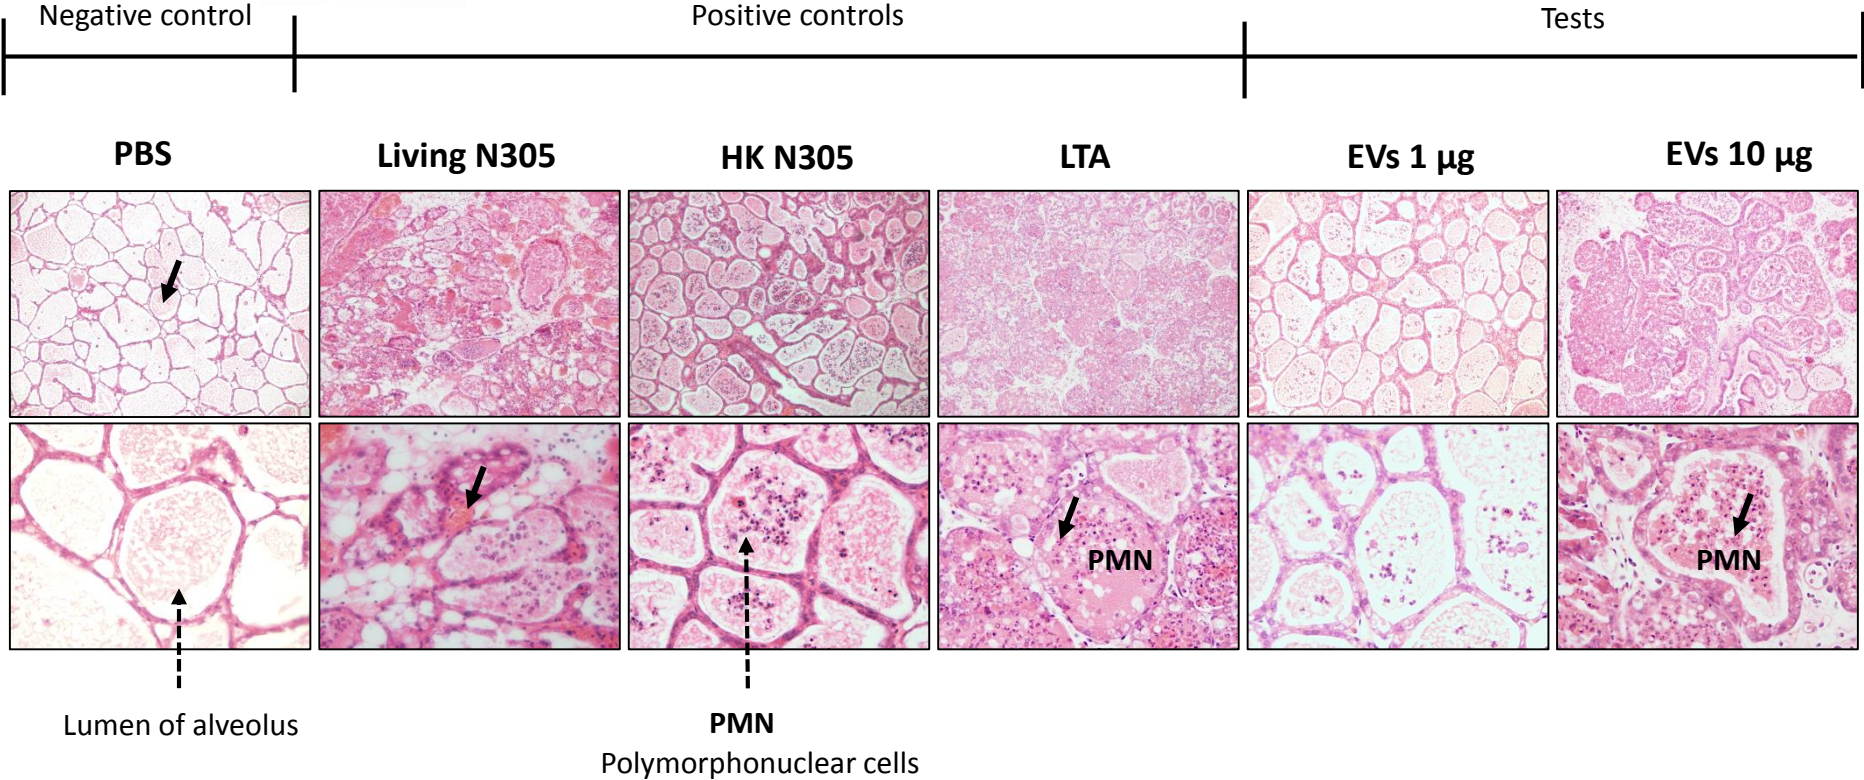 Negative control
Positive controls
Tests
PBS
Living N305
HK N305
LTA
EVs 1 µg
EVs 10 µg
PMN
PMN
Lumen of alveolus
PMN
Polymorphonuclear cells